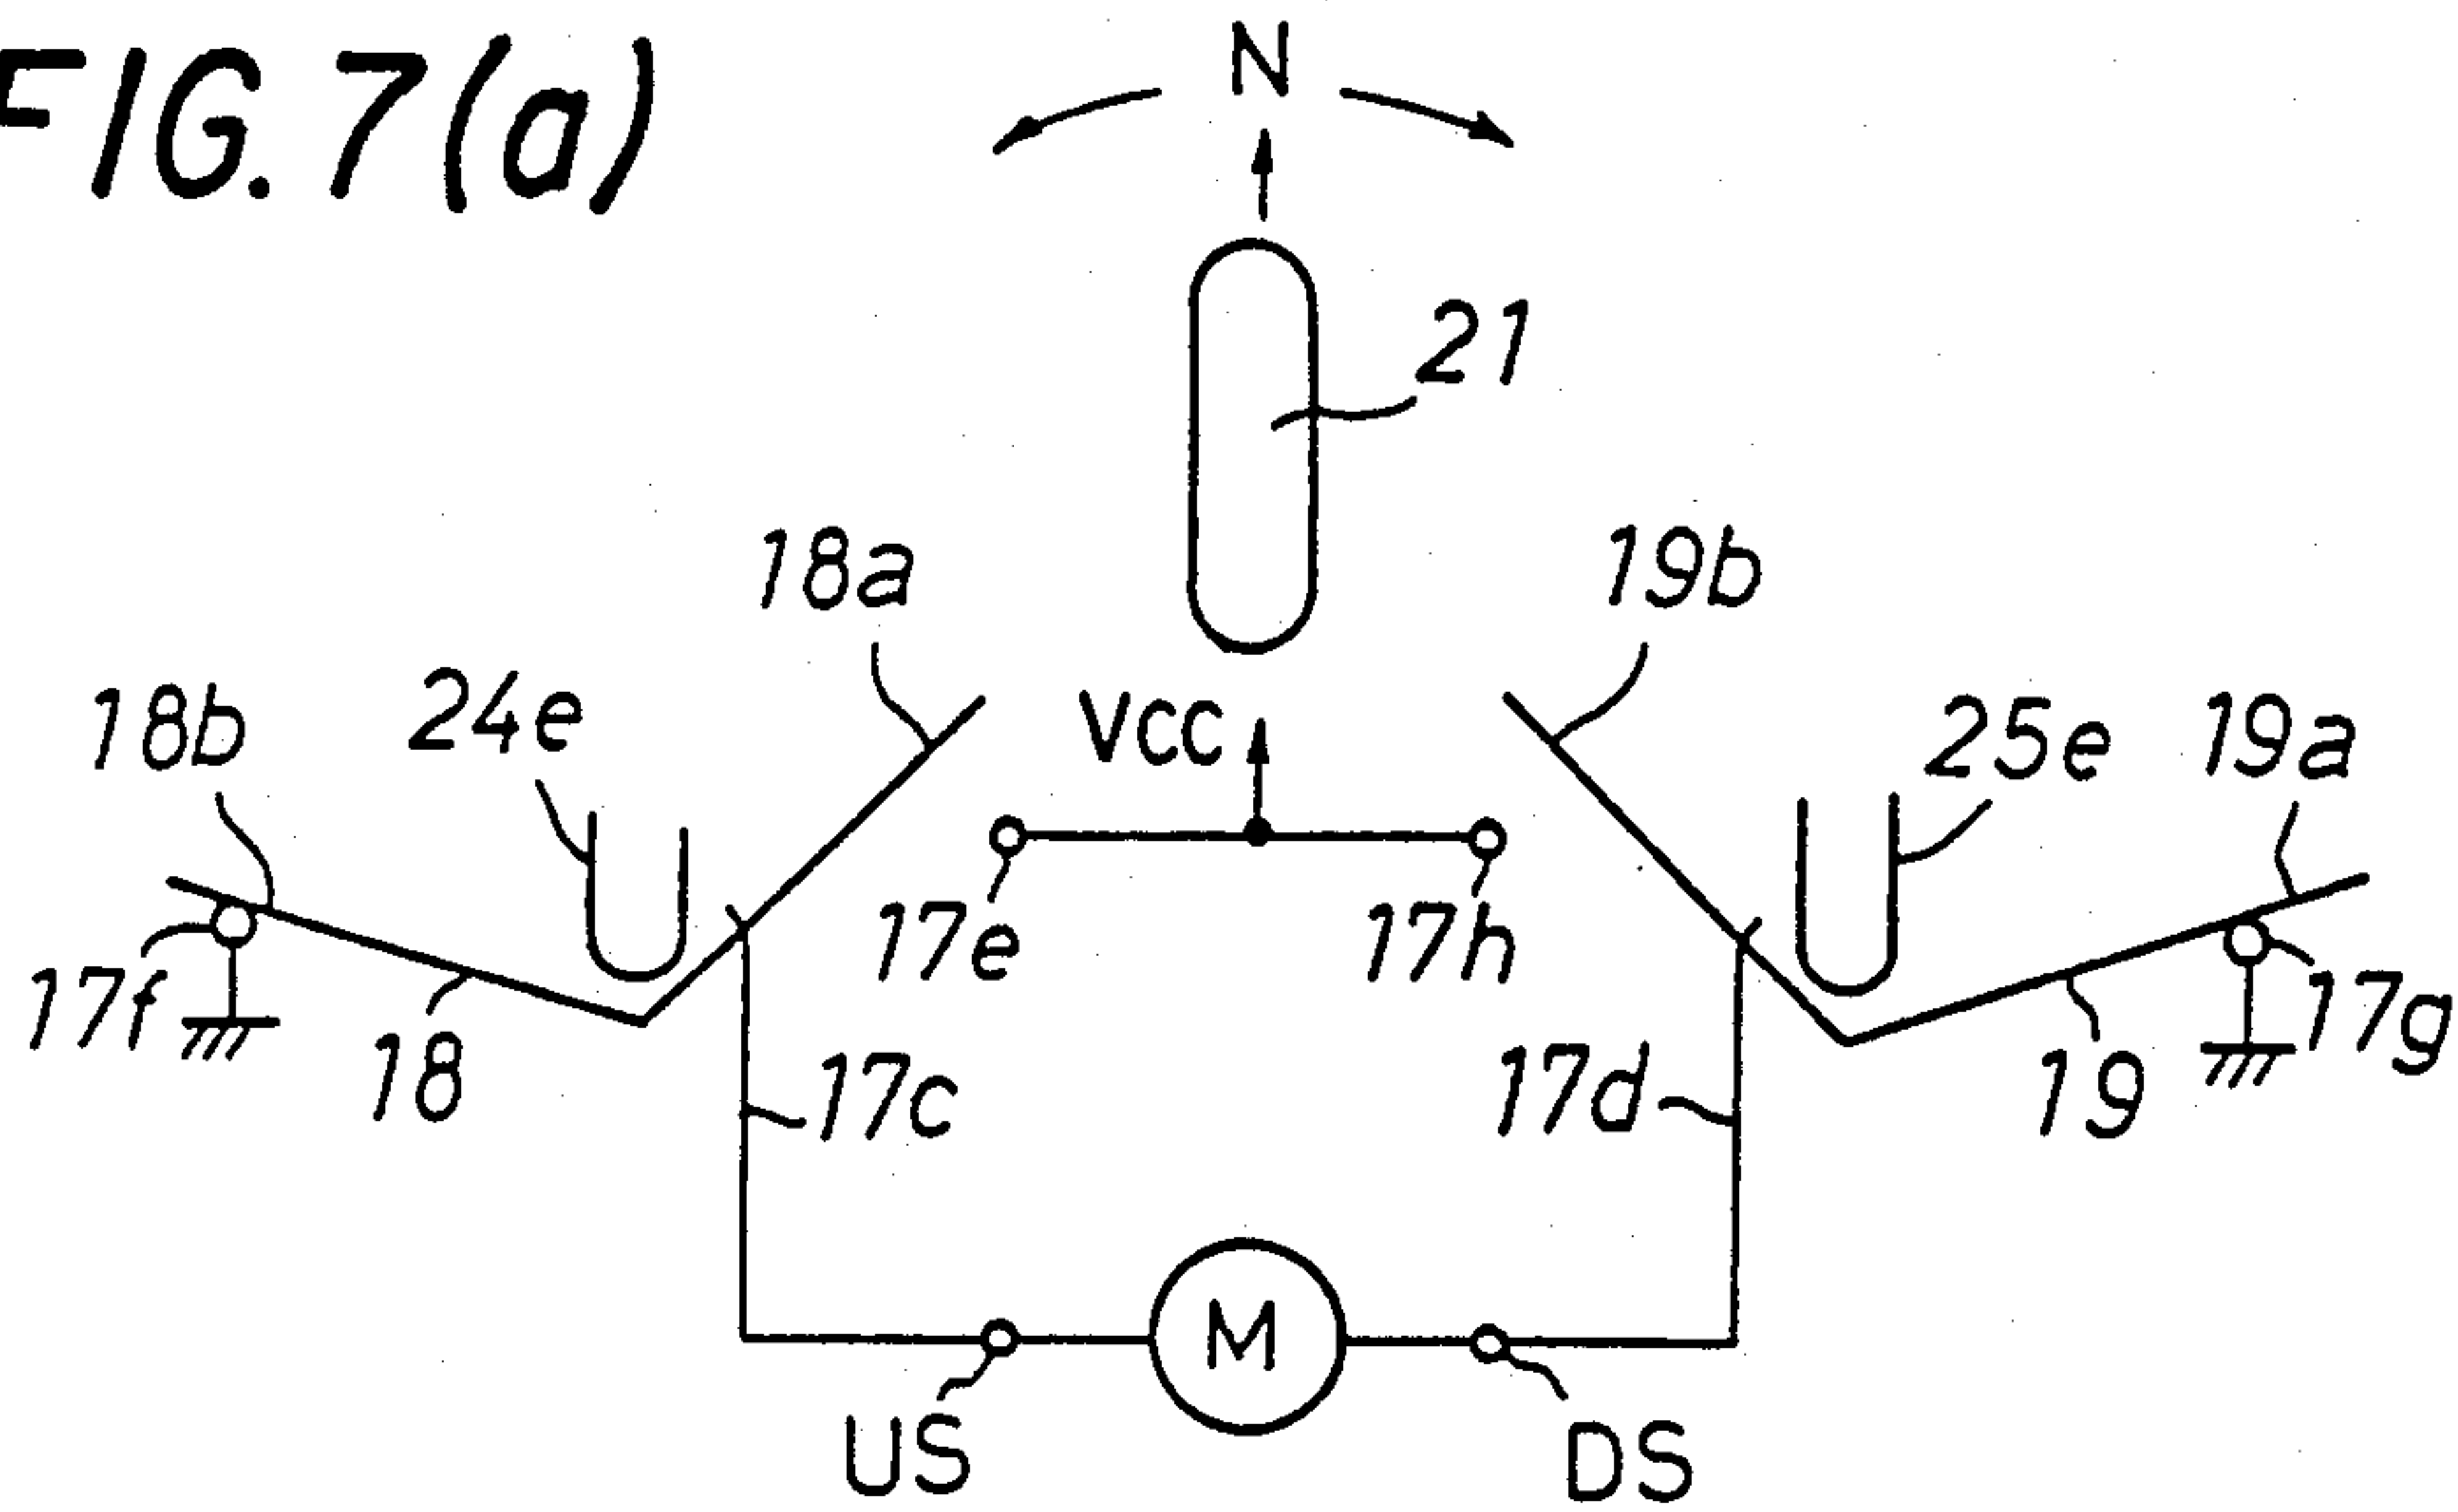 FIG. 7(a)
N
21
18a
19b
18b
24e
VCC
25e
19a
17e
17h
17f
18
17c
17d
19
17g
M
US
DS